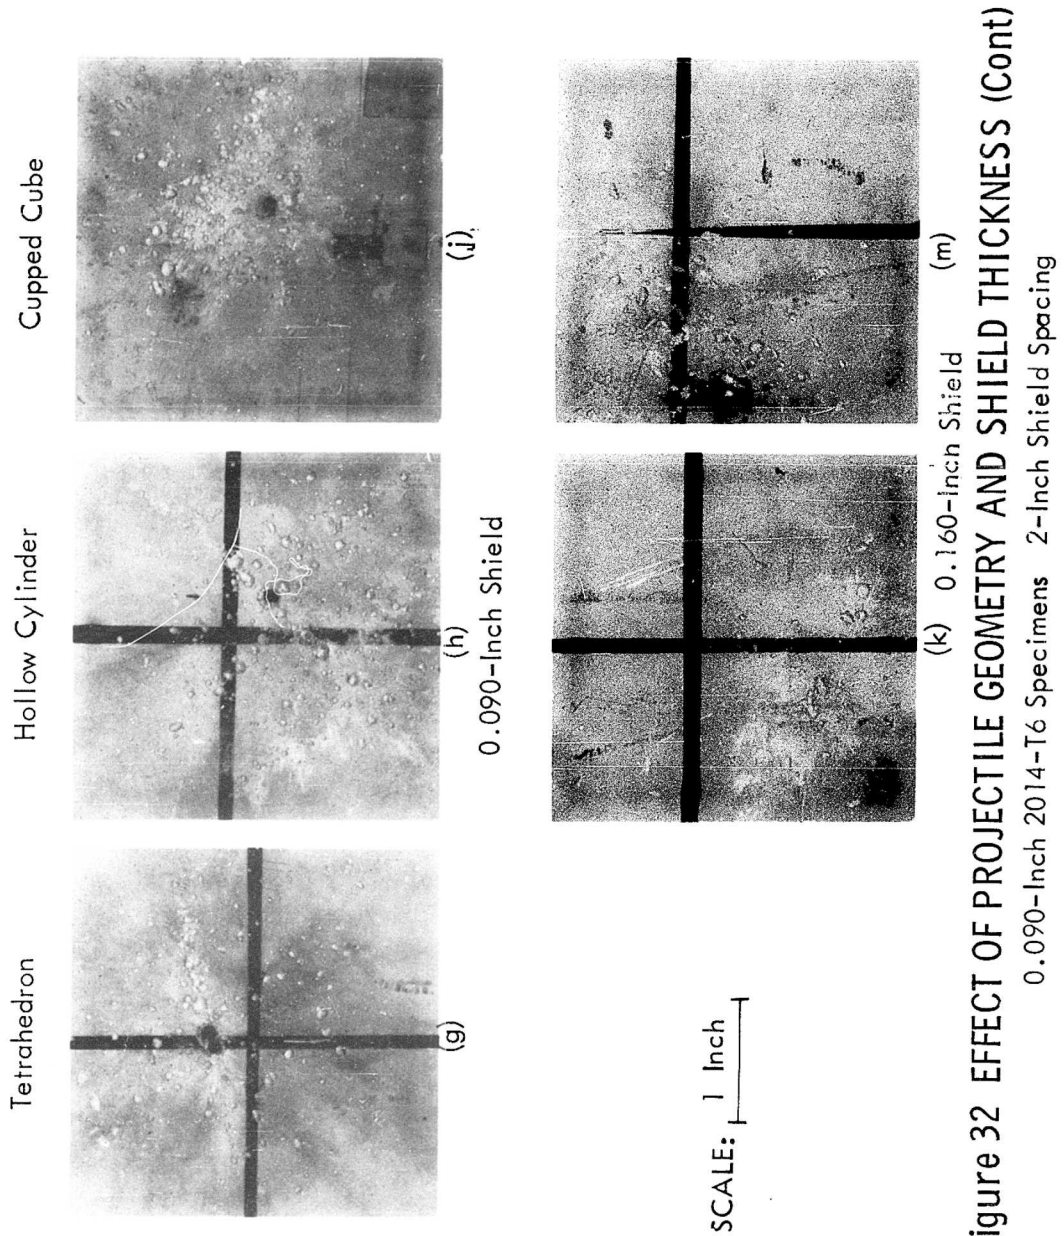 Tetrahedron
Hollow Cylinder
Cupped Cube
(g)
(h)
(j)
0.090-Inch Shield
(k)
(m)
0.160-Inch Shield
SCALE: 1 Inch
igure 32 EFFECT OF PROJECTILE GEOMETRY AND SHIELD THICKNESS (Cont)
0.090-Inch 2014-T6 Specimens 2-Inch Shield Spacing